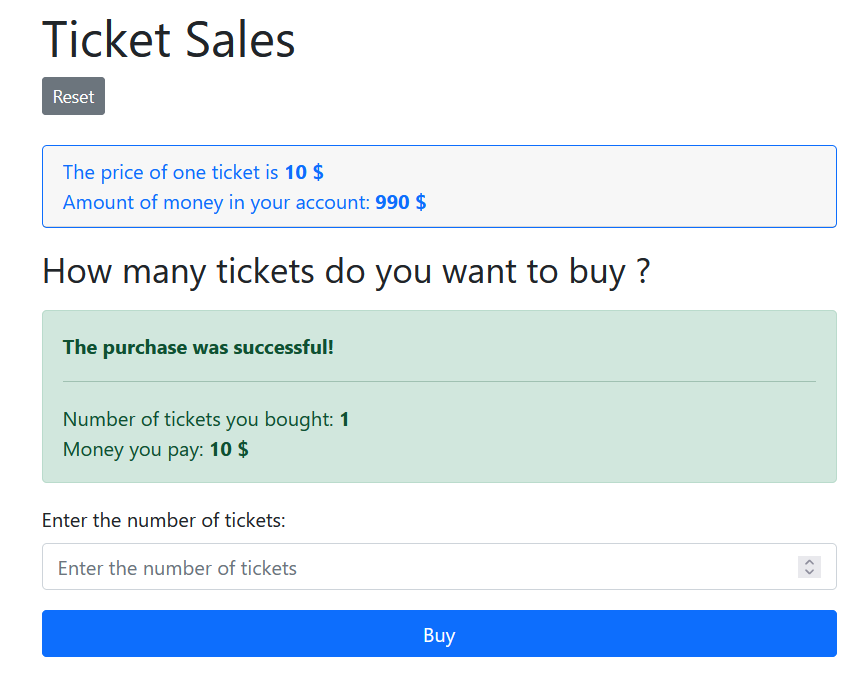 Ticket Sales
Reset
The price of one ticket is 10 $
Amount of money in your account: 990 $
How many tickets do you want to buy ?
The purchase was successful!
Number of tickets you bought: 1
Money you pay: 10 $
Enter the number of tickets:
Enter the number of tickets
Buy